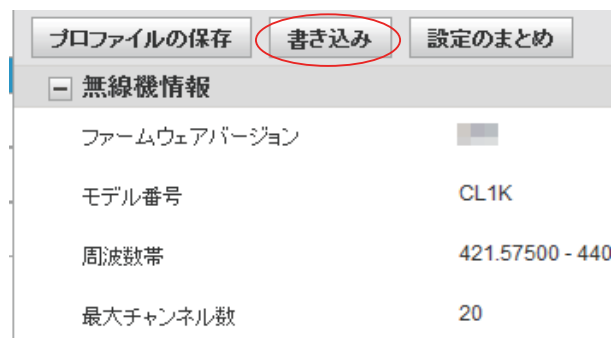 プロファイルの保存 書き込み 設定のまとめ
無線機情報
ファームウェアバージョン
モデル番号 CL1K
周波数帯 421.57500 - 440
最大チャンネル数 20